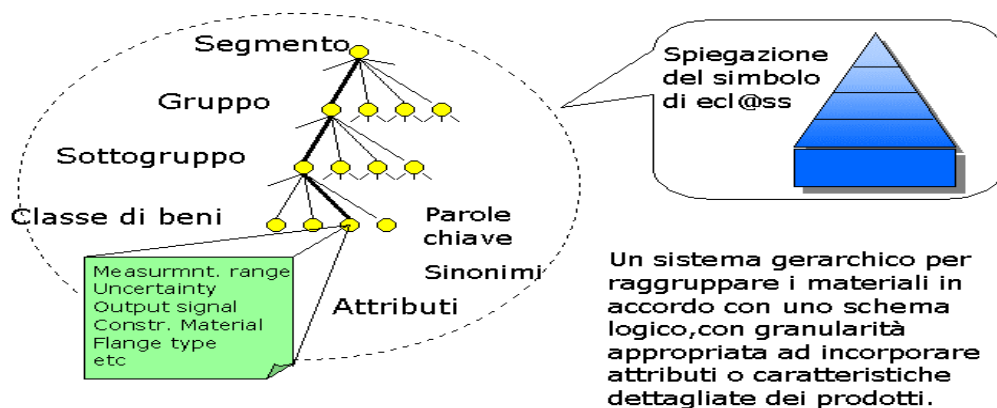 Segmento
Gruppo
Sottogruppo
Classe di beni
Parole
chiave
Sinonimi
Attributi
Measurmnt. range
Uncertainty
Output signal
Constr. Material
Flange type
etc
Spiegazione
del simbolo
di ecl@ss
Un sistema gerarchico per
raggruppare i materiali in
accordo con uno schema
logico,con granularità
appropriata ad incorporare
attributi o caratteristiche
dettagliate dei prodotti.